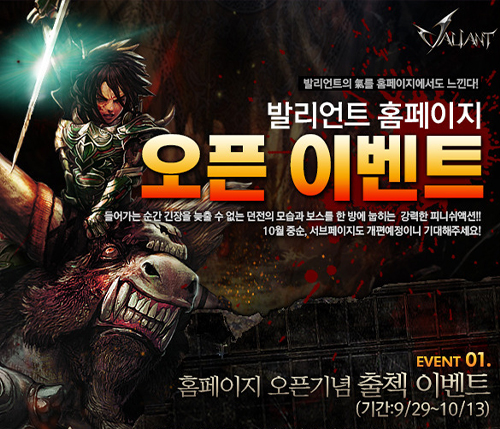 VALIANT
발리언트의 氣를 홈페이지에서도 느낀다!
발리언트 홈페이지
오픈 이벤트
들어가는 순간 긴장을 늦출 수 없는 던전의 모습과 보스를 한 방에 눕히는 강력한 피니쉬액션!!
10월 중순, 서브페이지도 개편예정이니 기대해주세요!
EVENT 01.
홈페이지 오픈기념 출첵 이벤트
(기간:9/29~10/13)